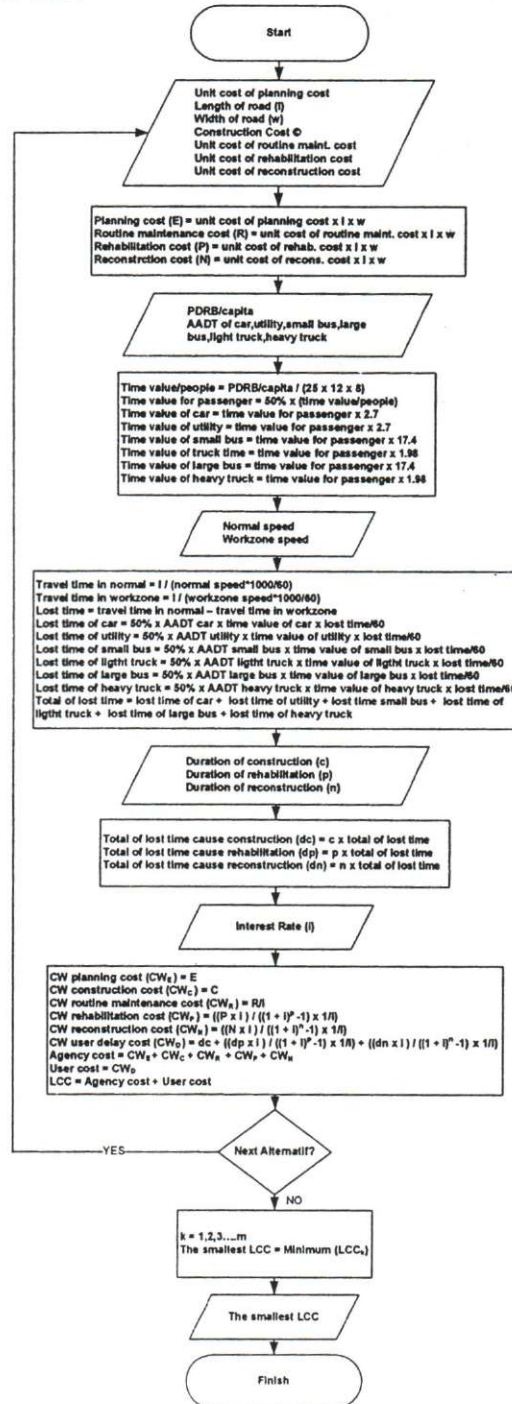 Start
Unit cost of planning cost
Length of road (l)
Width of road (w)
Construction Cost ©
Unit cost of routine maint. cost
Unit cost of rehabilitation cost
Unit cost of reconstruction cost
Planning cost (E) = unit cost of planning cost x l x w
Routine maintenance cost (R) = unit cost of routine maint. cost x l x w
Rehabilitation cost (P) = unit cost of rehab. cost x l x w
Reconstrction cost (N) = unit cost of recons. cost x l x w
PDRB/capita
AADT of car,utility,small bus,large
bus,light truck,heavy truck
Time value/people = PDRB/capita / (25 x 12 x 8)
Time value for passenger = 50% x (time value/people)
Time value of car = time value for passenger x 2.7
Time value of utility = time value for passenger x 2.7
Time value of small bus = time value for passenger x 17.4
Time value of truck time = time value for passenger x 1.98
Time value of large bus = time value for passenger x 17.4
Time value of heavy truck = time value for passenger x 1.98
Normal speed
Workzone speed
Travel time in normal = l / (normal speed*1000/60)
Travel time in workzone = l / (workzone speed*1000/60)
Lost time = travel time in normal – travel time in workzone
Lost time of car = 50% x AADT car x time value of car x lost time/60
Lost time of utility = 50% x AADT utility x time value of utility x lost time/60
Lost time of small bus = 50% x AADT small bus x time value of small bus x lost time/60
Lost time of ligtht truck = 50% x AADT ligtht truck x time value of ligtht truck x lost time/60
Lost time of large bus = 50% x AADT large bus x time value of large bus x lost time/60
Lost time of heavy truck = 50% x AADT heavy truck x time value of heavy truck x lost time/60
Total of lost time = lost time of car + lost time of utility + lost time small bus + lost time of
ligtht truck + lost time of large bus + lost time of heavy truck
Duration of construction (c)
Duration of rehabilitation (p)
Duration of reconstruction (n)
Total of lost time cause construction (dc) = c x total of lost time
Total of lost time cause rehabilitation (dp) = p x total of lost time
Total of lost time cause reconstruction (dn) = n x total of lost time
Interest Rate (i)
CW planning cost (CWE) = E
CW construction cost (CWC) = C
CW routine maintenance cost (CWR) = R/i
CW rehabilitation cost (CWP) = ((P x i ) / ((1 + i)^p -1) x 1/i)
CW reconstruction cost (CWN) = ((N x i ) / ((1 + i)^n -1) x 1/i)
CW user delay cost (CWD) = dc + ((dp x i ) / ((1 + i)^p -1) x 1/i) + ((dn x i ) / ((1 + i)^n -1) x 1/i)
Agency cost = CWE + CWC + CWR + CWP + CWN
User cost = CWD
LCC = Agency cost + User cost
Next Alternatif?
YES
NO
k = 1,2,3....m
The smallest LCC = Minimum (LCCk)
The smallest LCC
Finish